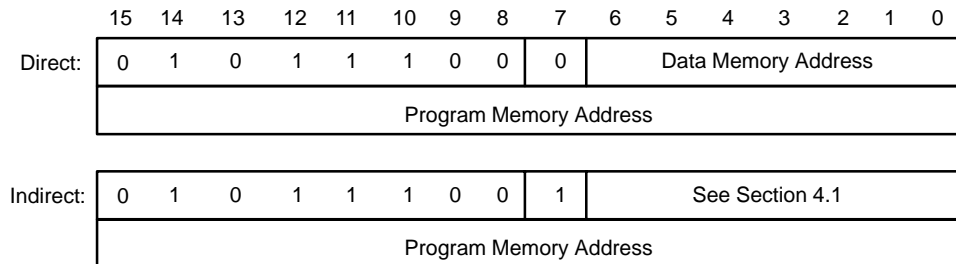 15 14 13 12 11 10 9 8 7 6 5 4 3 2 1 0
Direct: 0 1 0 1 1 1 0 0 0 Data Memory Address
Program Memory Address
Indirect: 0 1 0 1 1 1 0 0 1 See Section 4.1
Program Memory Address